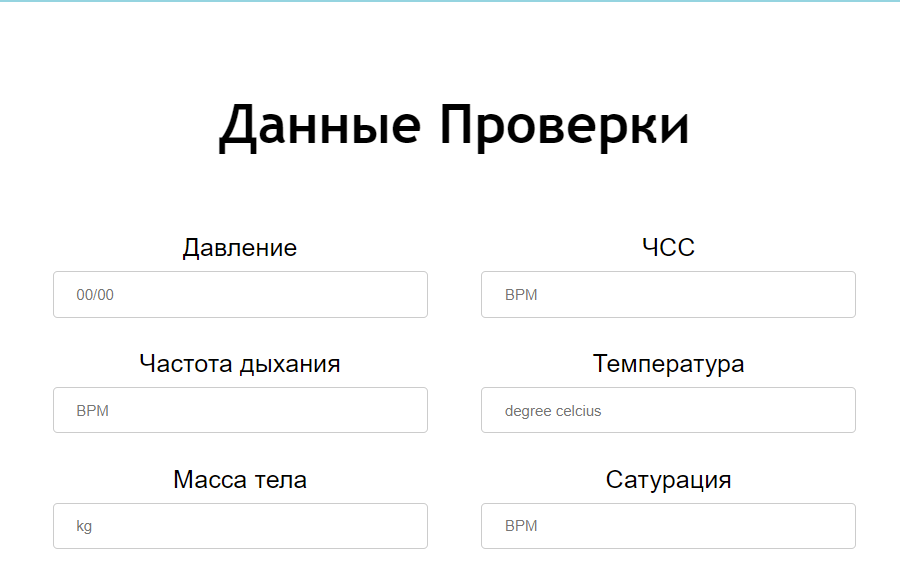 Данные Проверки
Давление
ЧСС
00/00
BPM
Частота дыхания
Температура
BPM
degree celcius
Масса тела
Сатурация
kg
BPM